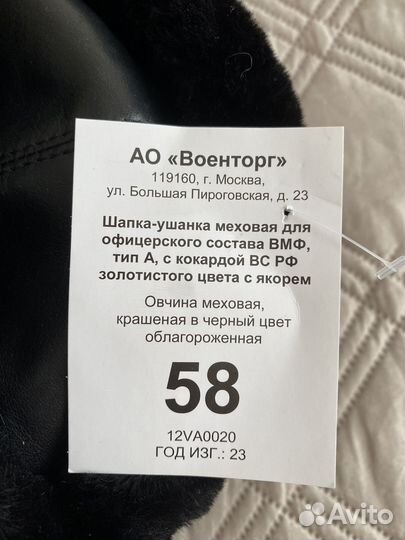 АО «Военторг»
119160, г. Москва,
ул. Большая Пироговская, д. 23
Шапка-ушанка меховая для
офицерского состава ВМФ,
тип А, с кокардой ВС РФ
золотистого цвета с якорем
Овчина меховая,
крашеная в черный цвет
облагороженная
58
12VA0020
ГОД ИЗГ.: 23
Avito